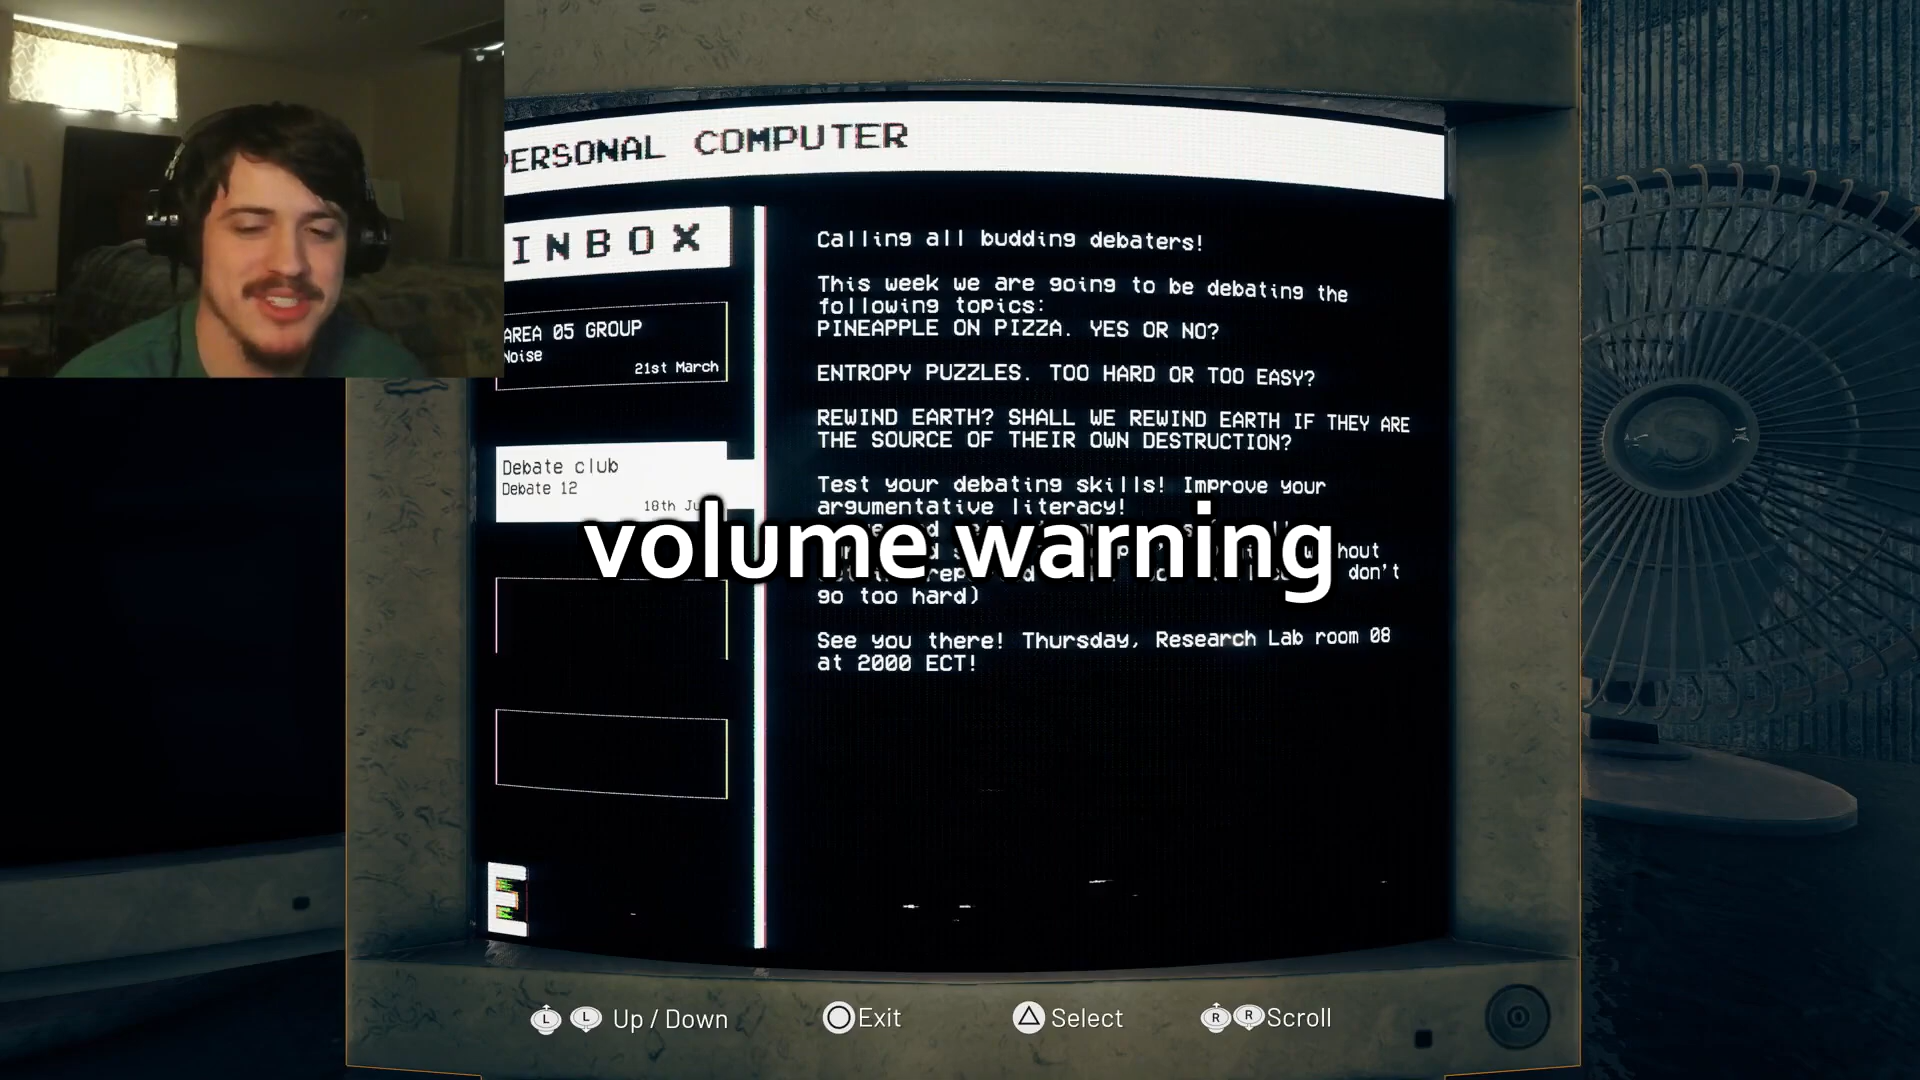 PERSONAL COMPUTER
INBOX
AREA 05 GROUP
Noise
21st March
Debate club
Debate 12
18th
Calling all budding debaters!
This week we are going to be debating the
following topics:
PINEAPPLE ON PIZZA. YES OR NO?
ENTROPY PUZZLES. TOO HARD OR TOO EASY?
REWIND EARTH? SHALL WE REWIND EARTH IF THEY ARE
THE SOURCE OF THEIR OWN DESTRUCTION?
Test your debating skills! Improve your
argumentative literacy!
volume warning
don't
go too hard)
See you there! Thursday, Research Lab room 08
at 2000 ECT!
E
L L Up / Down
Exit
Select
R R Scroll